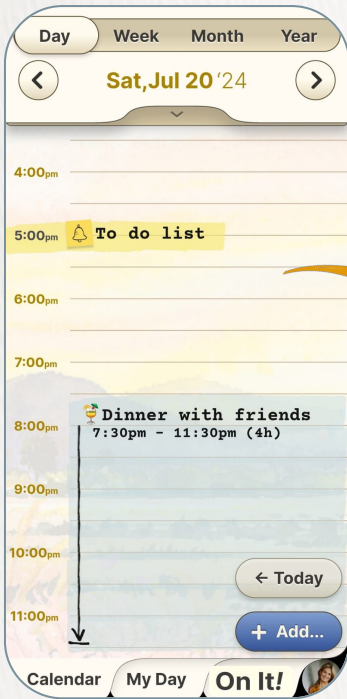 Day Week Month Year
Sat,Jul 20 '24
4:00pm
5:00pm To do list
6:00pm
7:00pm
Dinner with friends
8:00pm 7:30pm - 11:30pm (4h)
9:00pm
10:00pm
← Today
11:00pm
+ Add...
Calendar My Day On It!